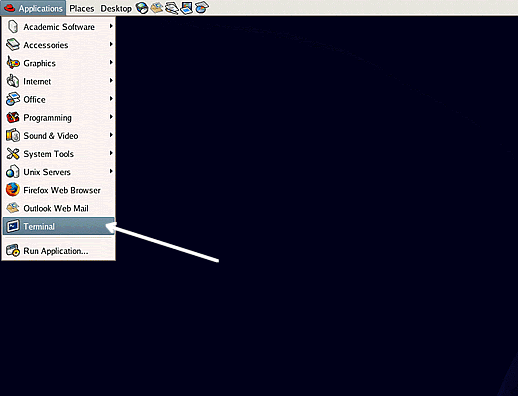 Applications Places Desktop
Academic Software
Accessories
Graphics
Internet
Office
Programming
Sound & Video
System Tools
Unix Servers
Firefox Web Browser
Outlook Web Mail
Terminal
Run Application...